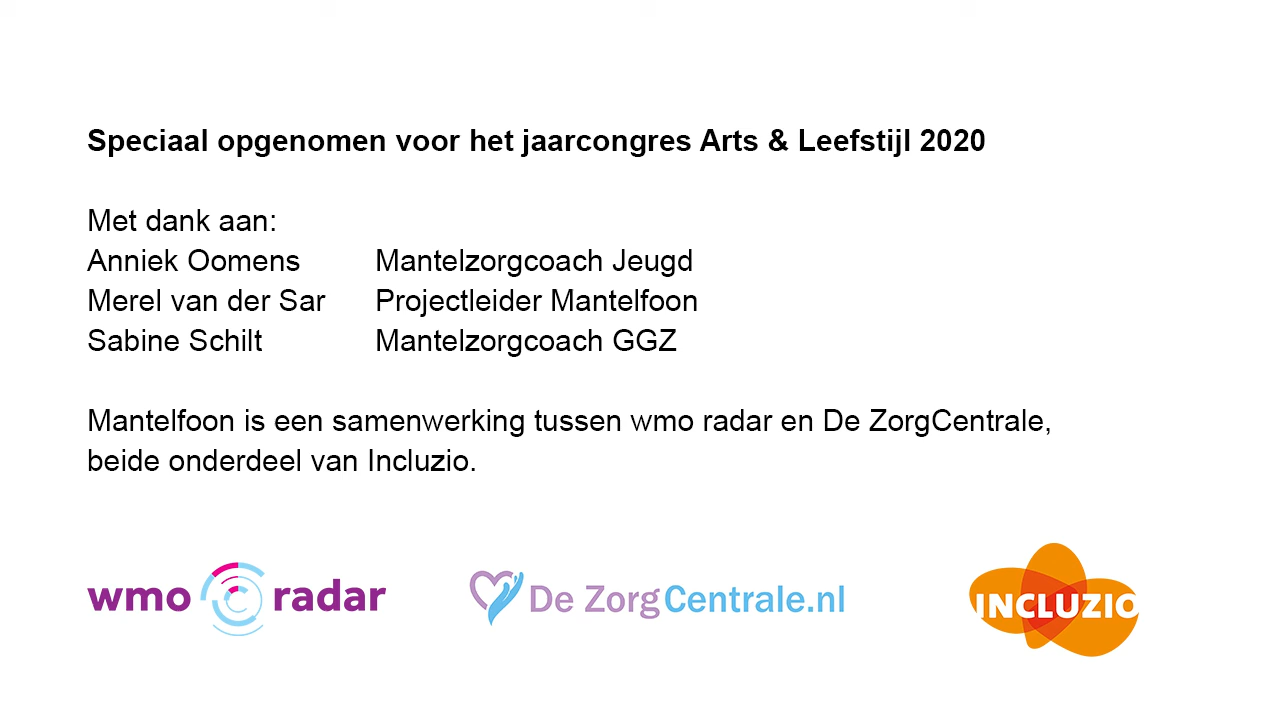 Speciaal opgenomen voor het jaarcongres Arts & Leefstijl 2020
Met dank aan:
Anniek Oomens Mantelzorgcoach Jeugd
Merel van der Sar Projectleider Mantelfoon
Sabine Schilt Mantelzorgcoach GGZ
Mantelfoon is een samenwerking tussen wmo radar en De ZorgCentrale,
beide onderdeel van Incluzio.
wmo radar De ZorgCentrale.nl INCLUZIO